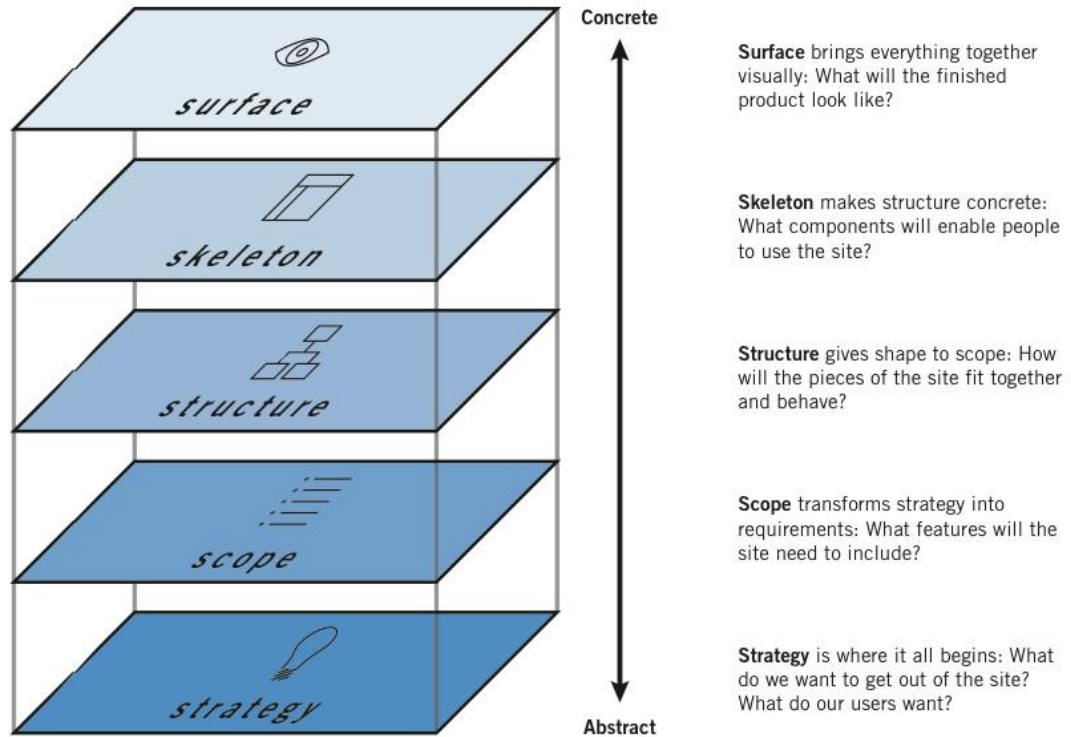 Concrete
surface
Surface brings everything together
visually: What will the finished
product look like?
skeleton
Skeleton makes structure concrete:
What components will enable people
to use the site?
structure
Structure gives shape to scope: How
will the pieces of the site fit together
and behave?
scope
Scope transforms strategy into
requirements: What features will the
site need to include?
strategy
Strategy is where it all begins: What
do we want to get out of the site?
What do our users want?
Abstract